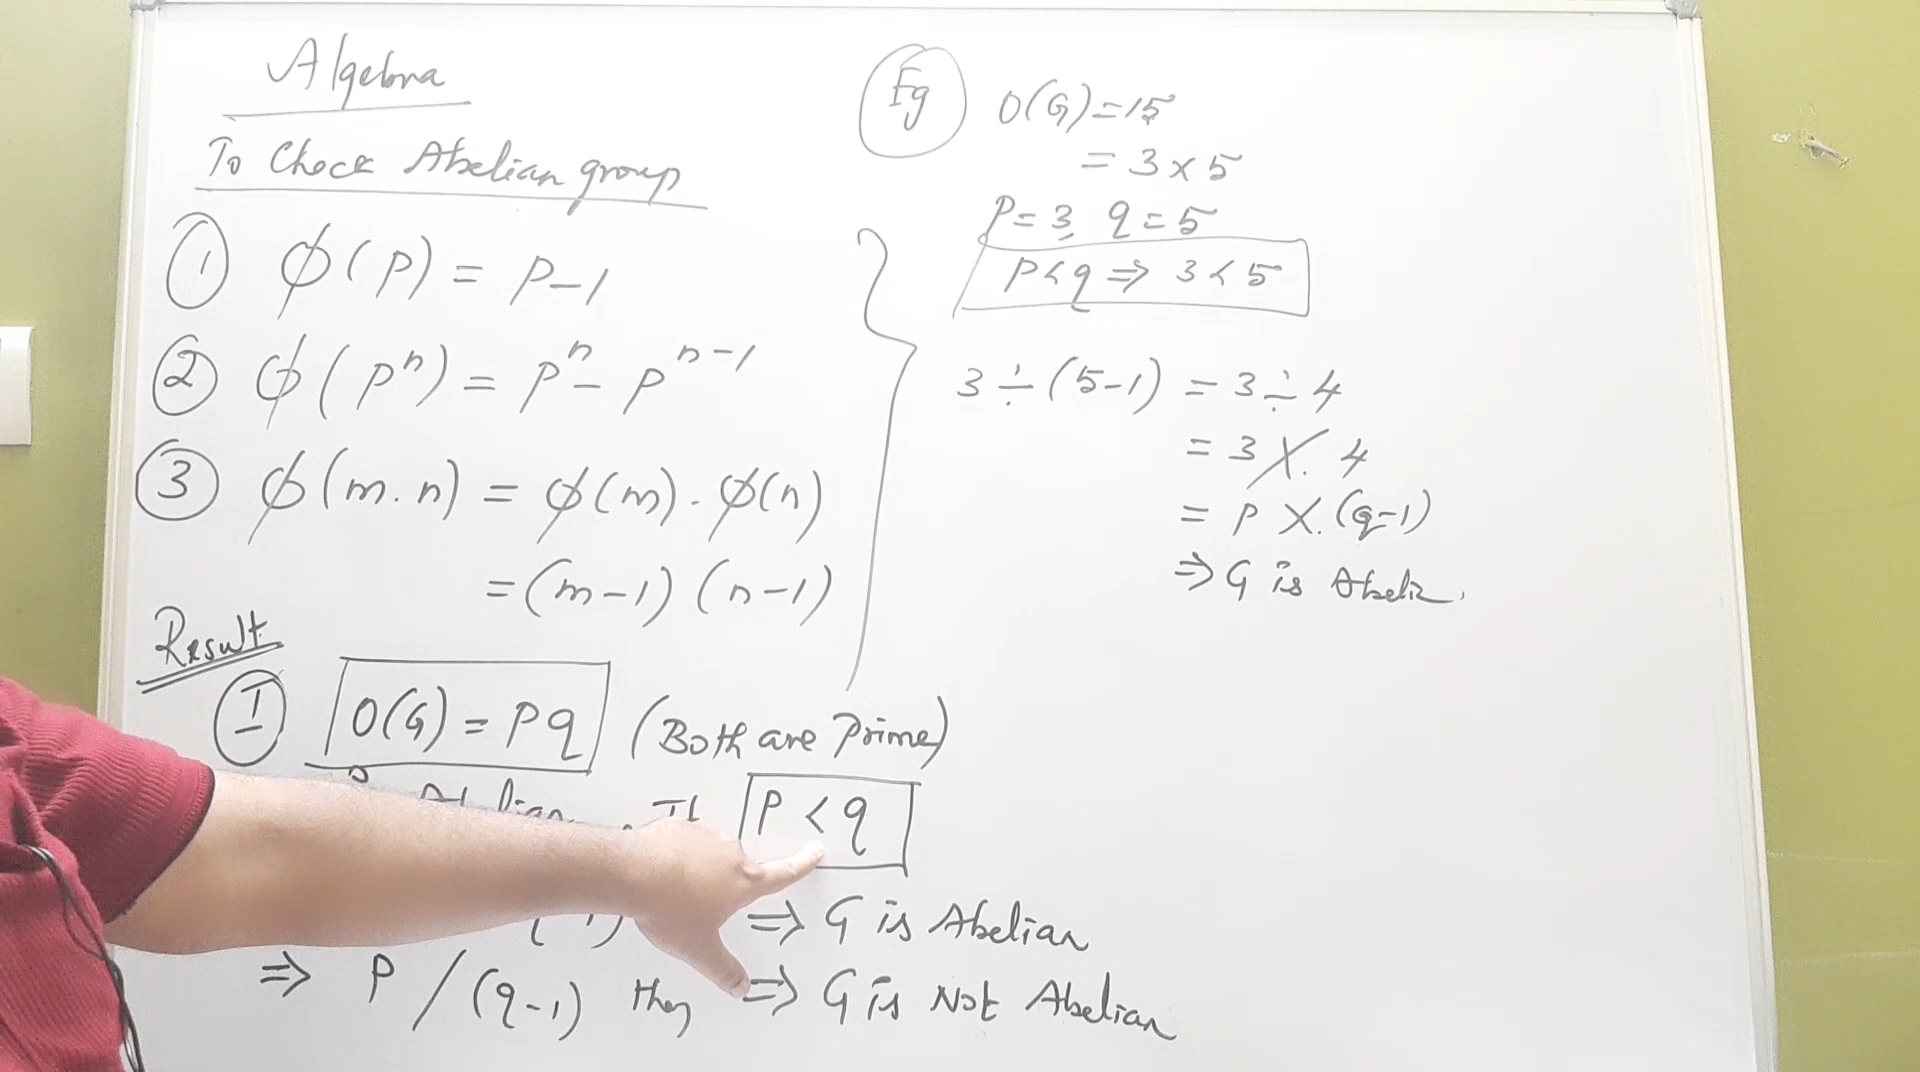 Algebra
To Check Abelian group
① φ(p) = p-1
② φ(pⁿ) = pⁿ - pⁿ⁻¹
③ φ(m.n) = φ(m).φ(n)
= (m-1) (n-1)
Result
Ⓘ O(G) = pq (Both are Prime)
If p < q
⇒ G is Abelian
⇒ p / (q-1) then ⇒ G is Not Abelian
Eg O(G) = 15
= 3 x 5
P = 3, q = 5
p < q ⇒ 3 < 5
3 ÷ (5-1) = 3 ÷ 4
= 3 ∤ 4
= P ∤ (q-1)
⇒ G is